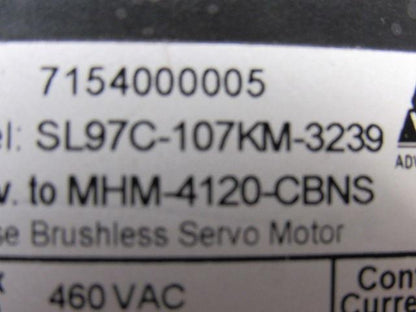 7154000005
el: SL97C-107KM-3239
v. to MHM-4120-CBNS
se Brushless Servo Motor
460 VAC
Cont
Curre
ADV